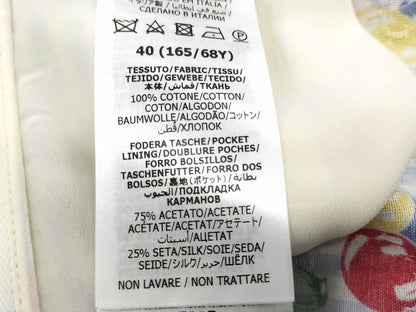 СДЕЛАНО В ИТАЛИИ
40 (165/68Y)
TESSUTO/FABRIC/TISSU/
TEJIDO/GEWEBE/TECIDO/
本体/قماش/ТКАНЬ
100% COTONE/COTTON/
COTON/ALGODON/
BAUMWOLLE/ALGODÃO/コットン/
قطن/ХЛОПОК
FODERA TASCHE/POCKET
LINING/DOUBLURE POCHES/
FORRO BOLSILLOS/
TASCHENFUTTER/FORRO DOS
BOLSOS/裏地(ポケット)/بطانة
الجيوب/ПОДКЛАДКА
КАРМАНОВ
75% ACETATO/ACETATE/
ACÉTATE/ACETAT/アセテート/
أسيتات/АЦЕТАТ
25% SETA/SILK/SOIE/SEDA/
SEIDE/シルク/حرير/ШЁЛК
NON LAVARE / NON TRATTARE